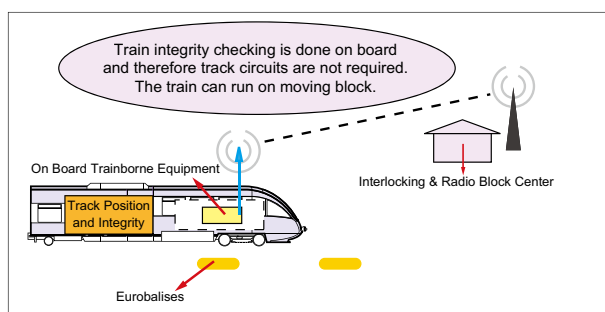 Train integrity checking is done on board
and therefore track circuits are not required.
The train can run on moving block.
On Board Trainborne Equipment
Interlocking & Radio Block Center
Track Position
and Integrity
Eurobalises